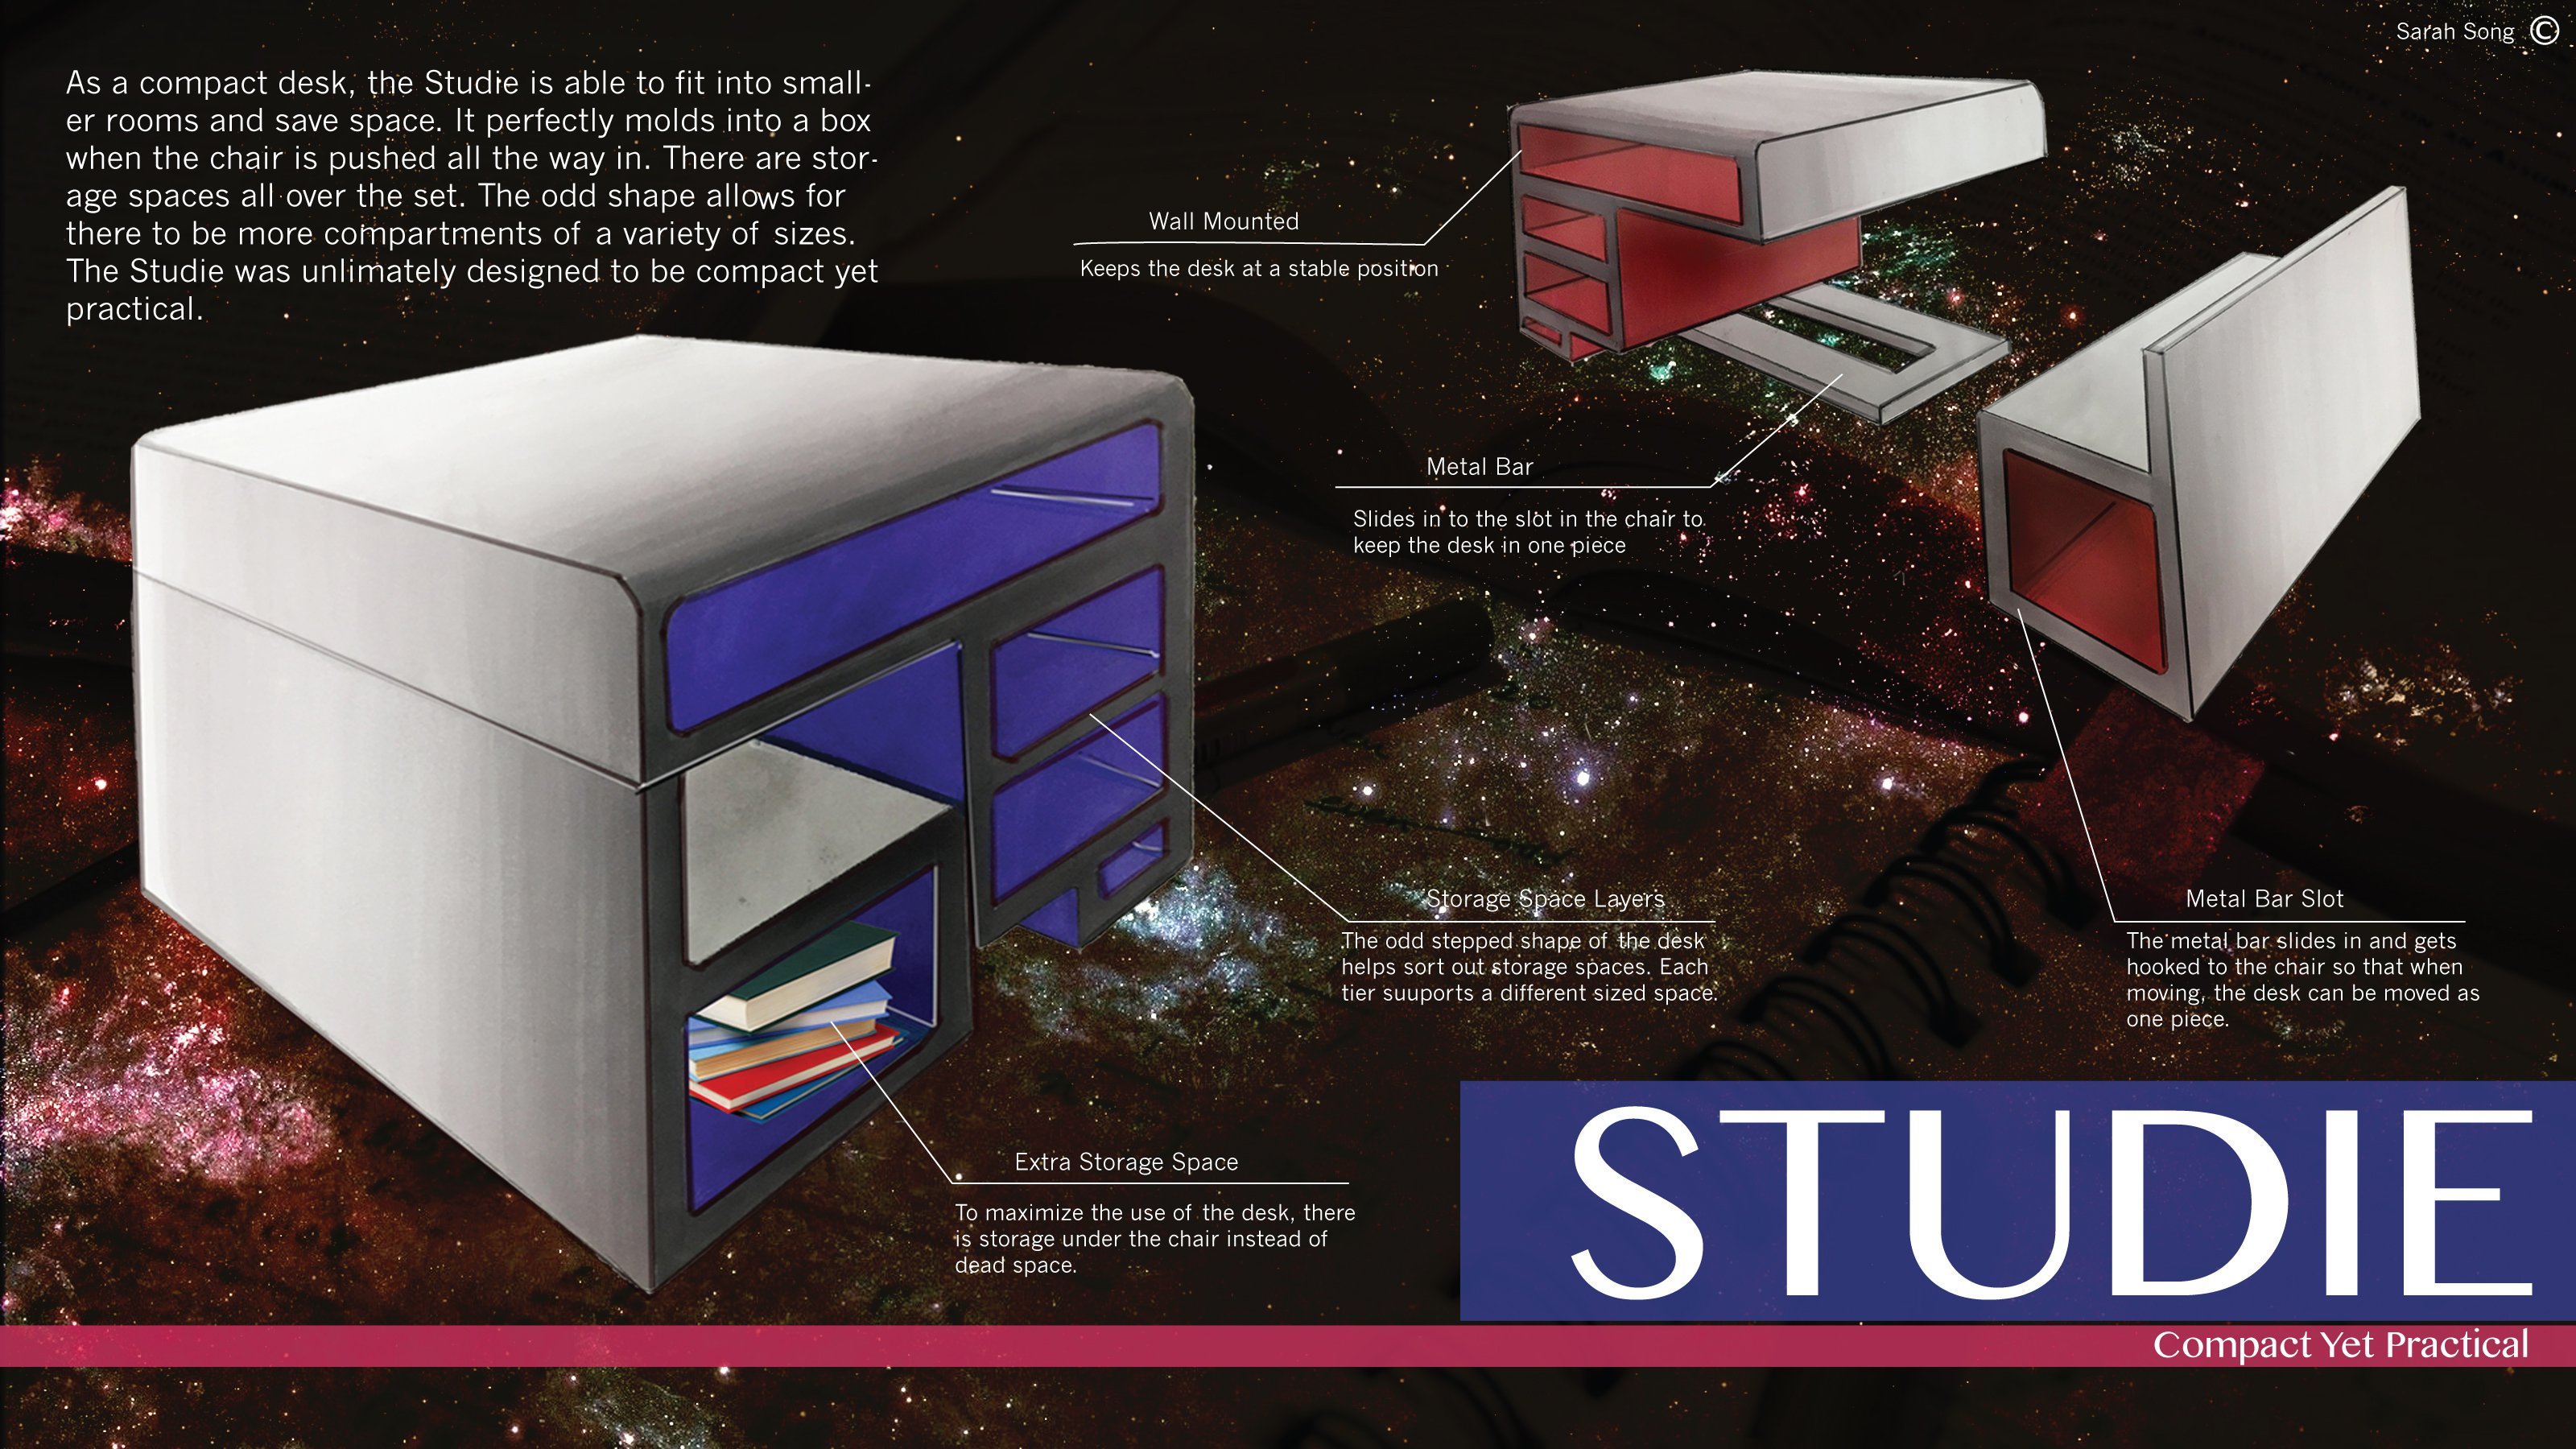 Sarah Song ©
As a compact desk, the Studie is able to fit into small-
er rooms and save space. It perfectly molds into a box
when the chair is pushed all the way in. There are stor-
age spaces all over the set. The odd shape allows for
there to be more compartments of a variety of sizes.
The Studie was unlimately designed to be compact yet
practical.
Wall Mounted
Keeps the desk at a stable position
Metal Bar
Slides in to the slot in the chair to
keep the desk in one piece
Storage Space Layers
The odd stepped shape of the desk
helps sort out storage spaces. Each
tier suuports a different sized space.
Metal Bar Slot
The metal bar slides in and gets
hooked to the chair so that when
moving, the desk can be moved as
one piece.
Extra Storage Space
To maximize the use of the desk, there
is storage under the chair instead of
dead space.
STUDIE
Compact Yet Practical